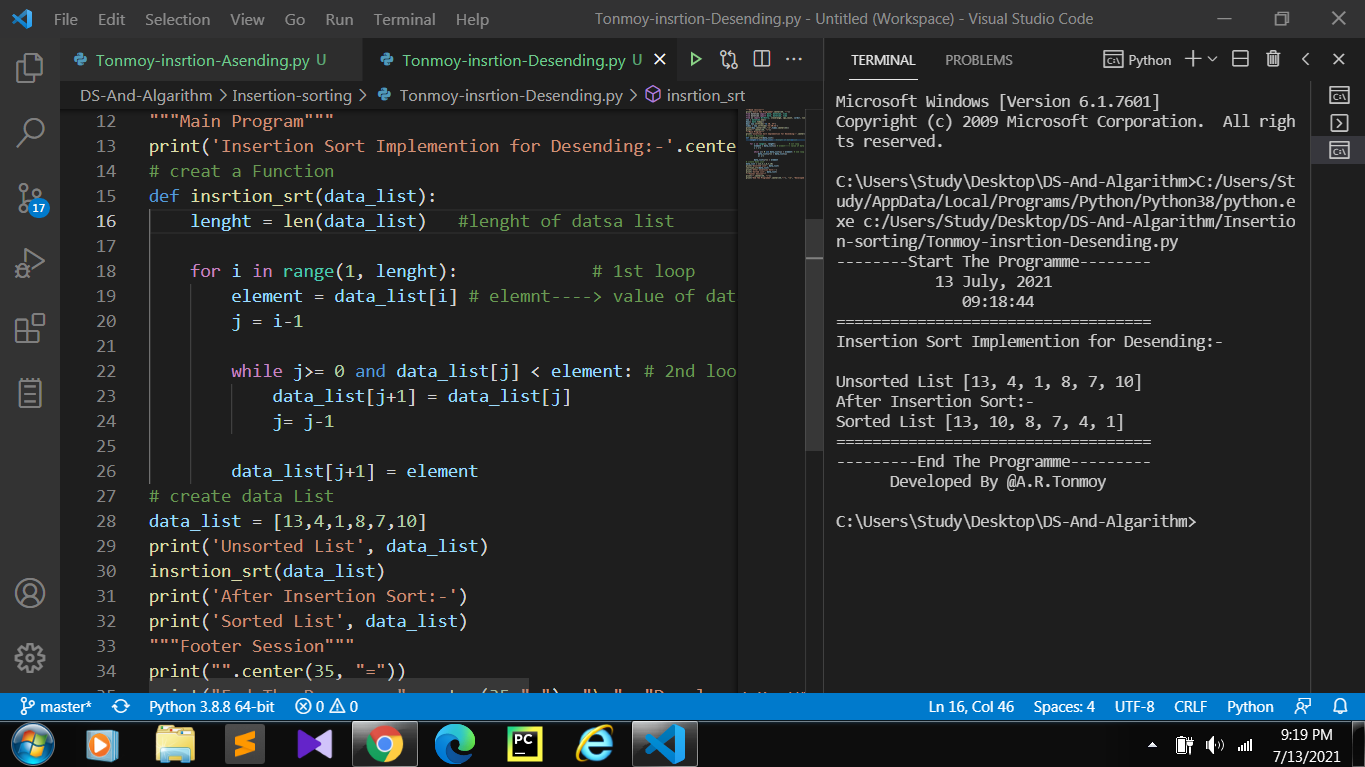 File Edit Selection View Go Run Terminal Help Tonmoy-insrtion-Desending.py - Untitled (Workspace) - Visual Studio Code
Tonmoy-insrtion-Asending.py U Tonmoy-insrtion-Desending.py U
DS-And-Algarithm > Insertion-sorting > Tonmoy-insrtion-Desending.py > insrtion_srt
12 """Main Program"""
13 print('Insertion Sort Implemention for Desending:-'.cente
14 # creat a Function
15 def insrtion_srt(data_list):
16 lenght = len(data_list) #lenght of datsa list
17
18 for i in range(1, lenght): # 1st loop
19 element = data_list[i] # elemnt----> value of dat
20 j = i-1
21
22 while j>= 0 and data_list[j] < element: # 2nd loo
23 data_list[j+1] = data_list[j]
24 j= j-1
25
26 data_list[j+1] = element
27 # create data List
28 data_list = [13,4,1,8,7,10]
29 print('Unsorted List', data_list)
30 insrtion_srt(data_list)
31 print('After Insertion Sort:-')
32 print('Sorted List', data_list)
33 """Footer Session"""
34 print("".center(35, "="))
TERMINAL PROBLEMS Python
Microsoft Windows [Version 6.1.7601]
Copyright (c) 2009 Microsoft Corporation. All righ
ts reserved.
C:\Users\Study\Desktop\DS-And-Algarithm>C:/Users/St
udy/AppData/Local/Programs/Python/Python38/python.e
xe c:/Users/Study/Desktop/DS-And-Algarithm/Insertio
n-sorting/Tonmoy-insrtion-Desending.py
--------Start The Programme--------
13 July, 2021
09:18:44
===================================
Insertion Sort Implemention for Desending:-
Unsorted List [13, 4, 1, 8, 7, 10]
After Insertion Sort:-
Sorted List [13, 10, 8, 7, 4, 1]
===================================
---------End The Programme---------
Developed By @A.R.Tonmoy
C:\Users\Study\Desktop\DS-And-Algarithm>
17
master* Python 3.8.8 64-bit 0 0 Ln 16, Col 46 Spaces: 4 UTF-8 CRLF Python
PC
9:19 PM
7/13/2021